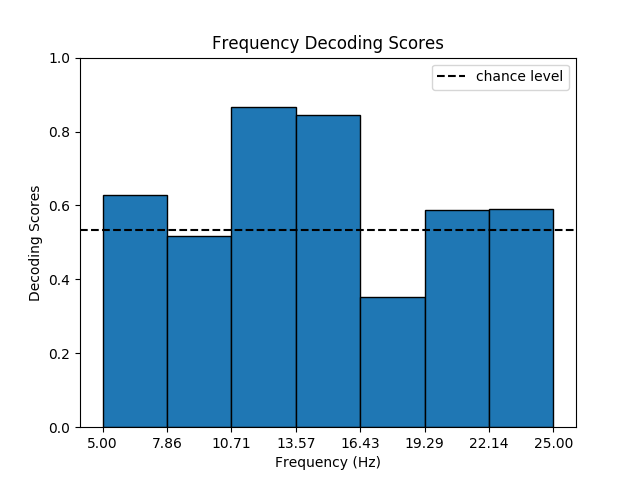 Frequency Decoding Scores
chance level
1.0
0.8
0.6
0.4
0.2
0.0
Decoding Scores
5.00 7.86 10.71 13.57 16.43 19.29 22.14 25.00
Frequency (Hz)